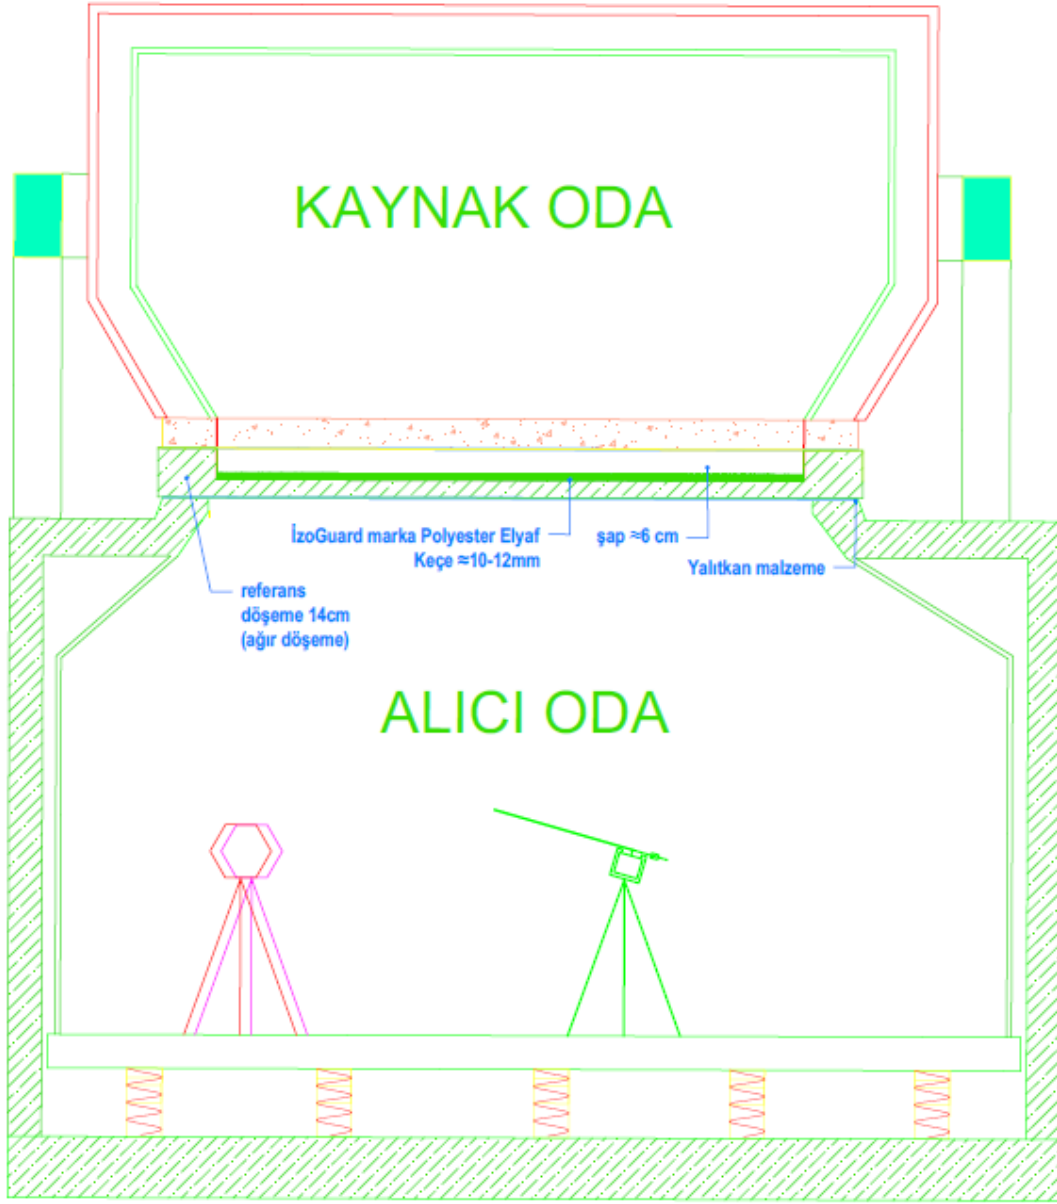 KAYNAK ODA
İzoGuard marka Polyester Elyaf
Keçe ≈10-12mm
şap ≈6 cm
Yalıtkan malzeme
referans
döşeme 14cm
(ağır döşeme)
ALICI ODA